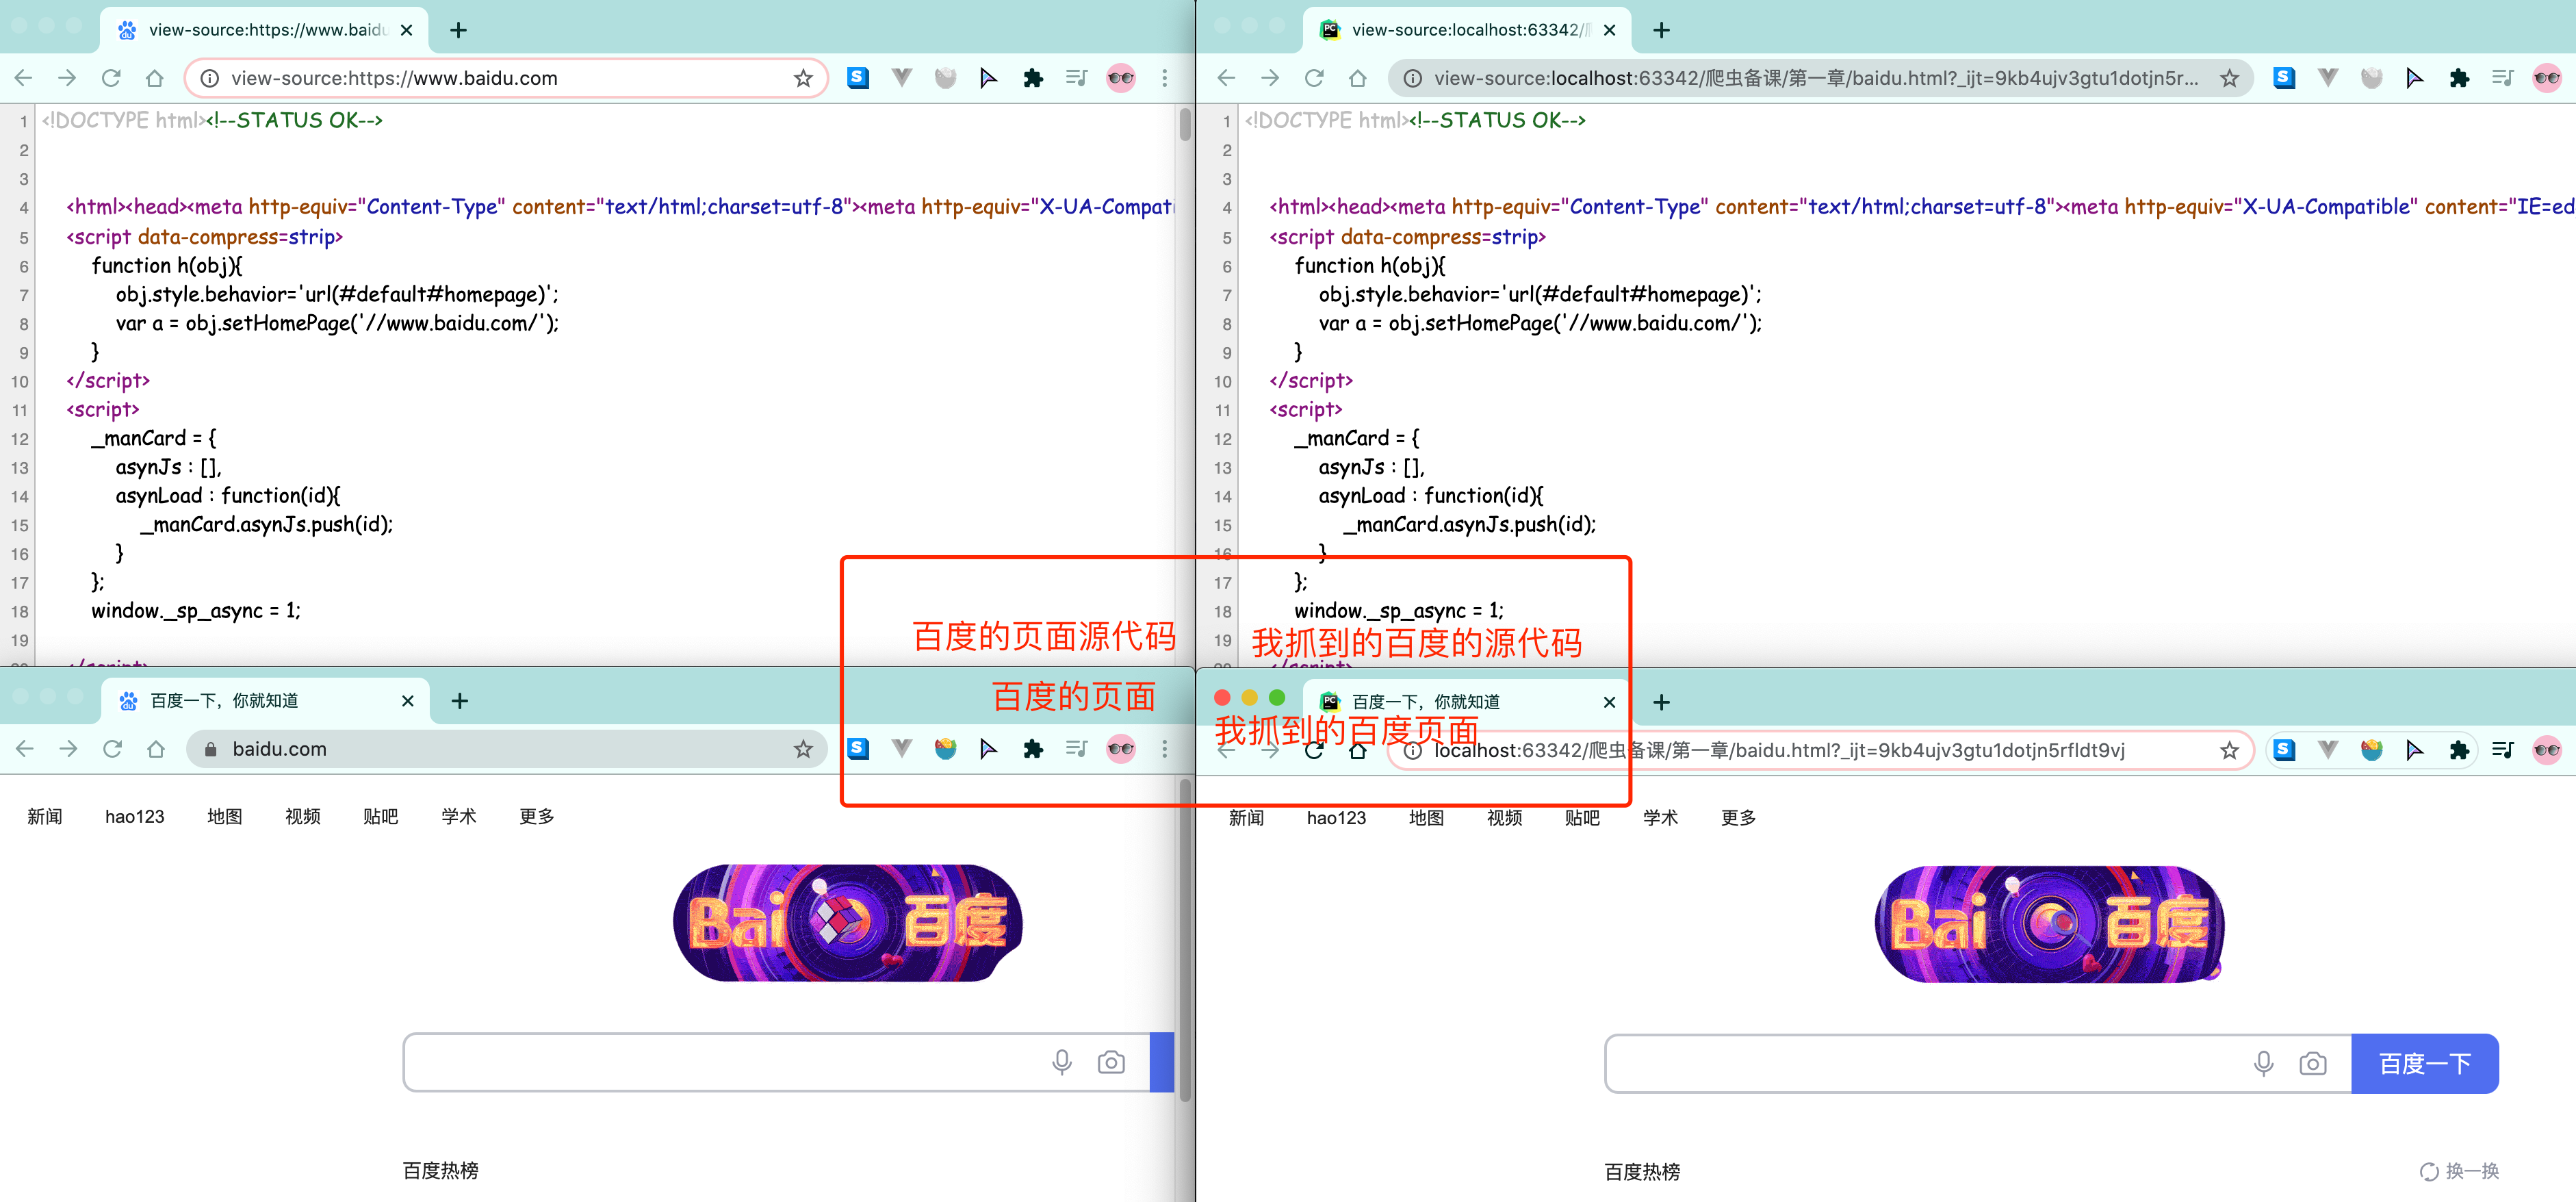 view-source:https://www.baidu
view-source:https://www.baidu.com
1 <!DOCTYPE html><!--STATUS OK-->
2
3
4 <html><head><meta http-equiv="Content-Type" content="text/html;charset=utf-8"><meta http-equiv="X-UA-Compati
5 <script data-compress=strip>
6 function h(obj){
7 obj.style.behavior='url(#default#homepage)';
8 var a = obj.setHomePage('//www.baidu.com/');
9 }
10 </script>
11 <script>
12 _manCard = {
13 asynJs : [],
14 asynLoad : function(id){
15 _manCard.asynJs.push(id);
16 }
17 };
18 window._sp_async = 1;
19
20 </script>
百度的页面源代码
view-source:localhost:63342/
view-source:localhost:63342/爬虫备课/第一章/baidu.html?_ijt=9kb4ujv3gtu1dotjn5r...
1 <!DOCTYPE html><!--STATUS OK-->
2
3
4 <html><head><meta http-equiv="Content-Type" content="text/html;charset=utf-8"><meta http-equiv="X-UA-Compatible" content="IE=ed
5 <script data-compress=strip>
6 function h(obj){
7 obj.style.behavior='url(#default#homepage)';
8 var a = obj.setHomePage('//www.baidu.com/');
9 }
10 </script>
11 <script>
12 _manCard = {
13 asynJs : [],
14 asynLoad : function(id){
15 _manCard.asynJs.push(id);
16 }
17 };
18 window._sp_async = 1;
19
20 </script>
我抓到的百度的源代码
百度一下，你就知道
百度的页面
baidu.com
新闻 hao123 地图 视频 贴吧 学术 更多
Bai 百度
百度热榜
百度一下，你就知道
我抓到的百度页面
localhost:63342/爬虫备课/第一章/baidu.html?_ijt=9kb4ujv3gtu1dotjn5rfldt9vj
新闻 hao123 地图 视频 贴吧 学术 更多
Bai 百度
百度一下
百度热榜
换一换